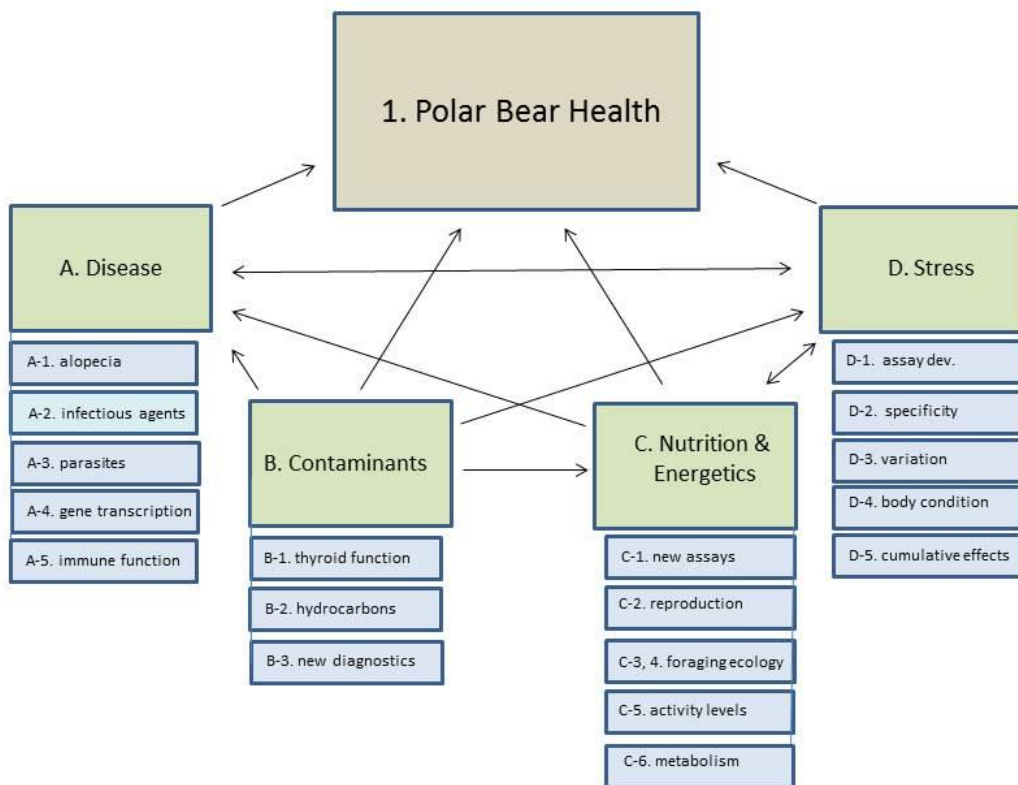 1. Polar Bear Health
A. Disease
A-1. alopecia
A-2. infectious agents
A-3. parasites
A-4. gene transcription
A-5. immune function
B. Contaminants
B-1. thyroid function
B-2. hydrocarbons
B-3. new diagnostics
C. Nutrition &
Energetics
C-1. new assays
C-2. reproduction
C-3, 4. foraging ecology
C-5. activity levels
C-6. metabolism
D. Stress
D-1. assay dev.
D-2. specificity
D-3. variation
D-4. body condition
D-5. cumulative effects